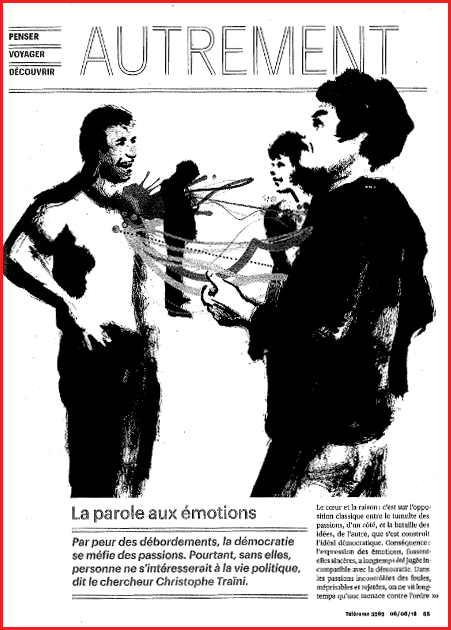 PENSER
VOYAGER
DÉCOUVRIR
AUTREMENT
La parole aux émotions
Par peur des débordements, la démocratie
se méfie des passions. Pourtant, sans elles,
personne ne s'intéresserait à la vie politique,
dit le chercheur Christophe Traïni.
Le cœur et la raison : c'est sur l'oppo-
sition classique entre le tumulte des
passions, d'un côté, et la bataille des
idées, de l'autre, que s'est construit
l'idéal démocratique. Conséquence :
l'expression des émotions, fussent-
elles sincères, a longtemps été jugée in-
compatible avec la démocratie. Dans
les passions incontrôlées des foules,
méprisables et rejetées, on ne vit long-
temps qu'une menace contre l'ordre »»
Télérama 3569 06/06/18 55